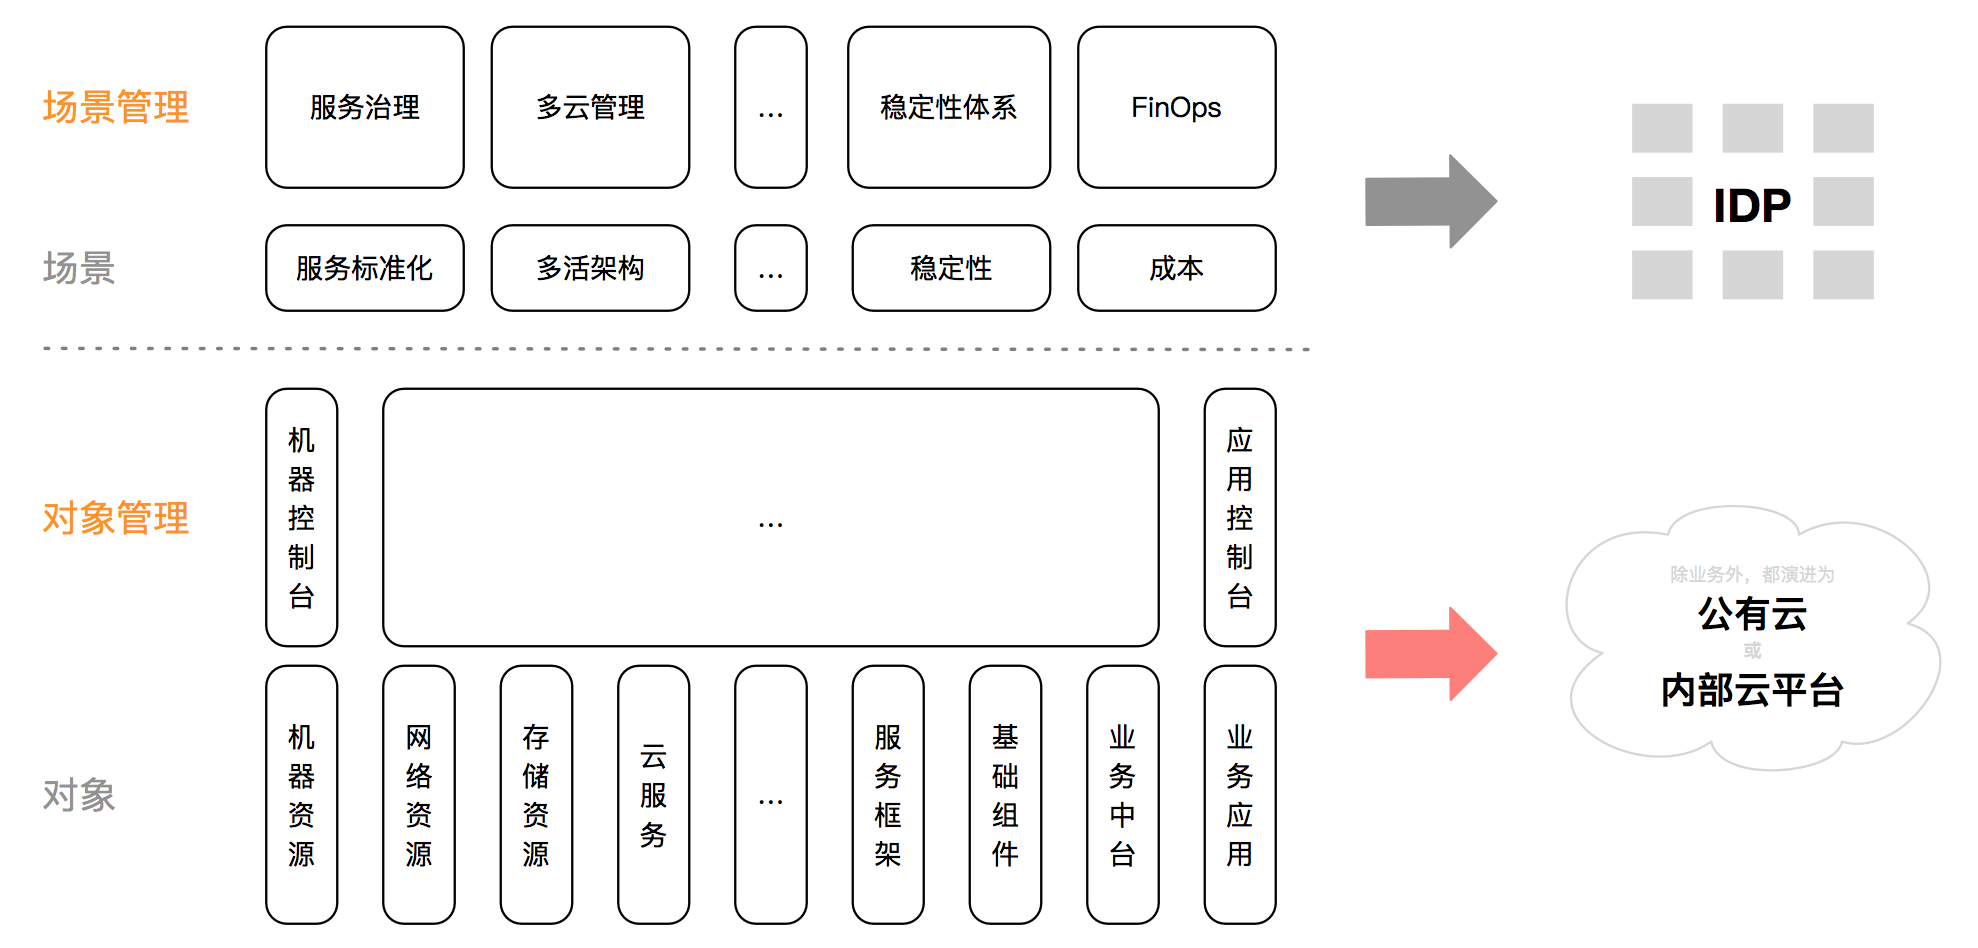 场景管理
服务治理
多云管理
...
稳定性体系
FinOps
场景
服务标准化
多活架构
...
稳定性
成本
IDP
对象管理
机器控制台
...
应用控制台
对象
机器资源
网络资源
存储资源
云服务
...
服务框架
基础组件
业务中台
业务应用
除业务外，都演进为
公有云
或
内部云平台